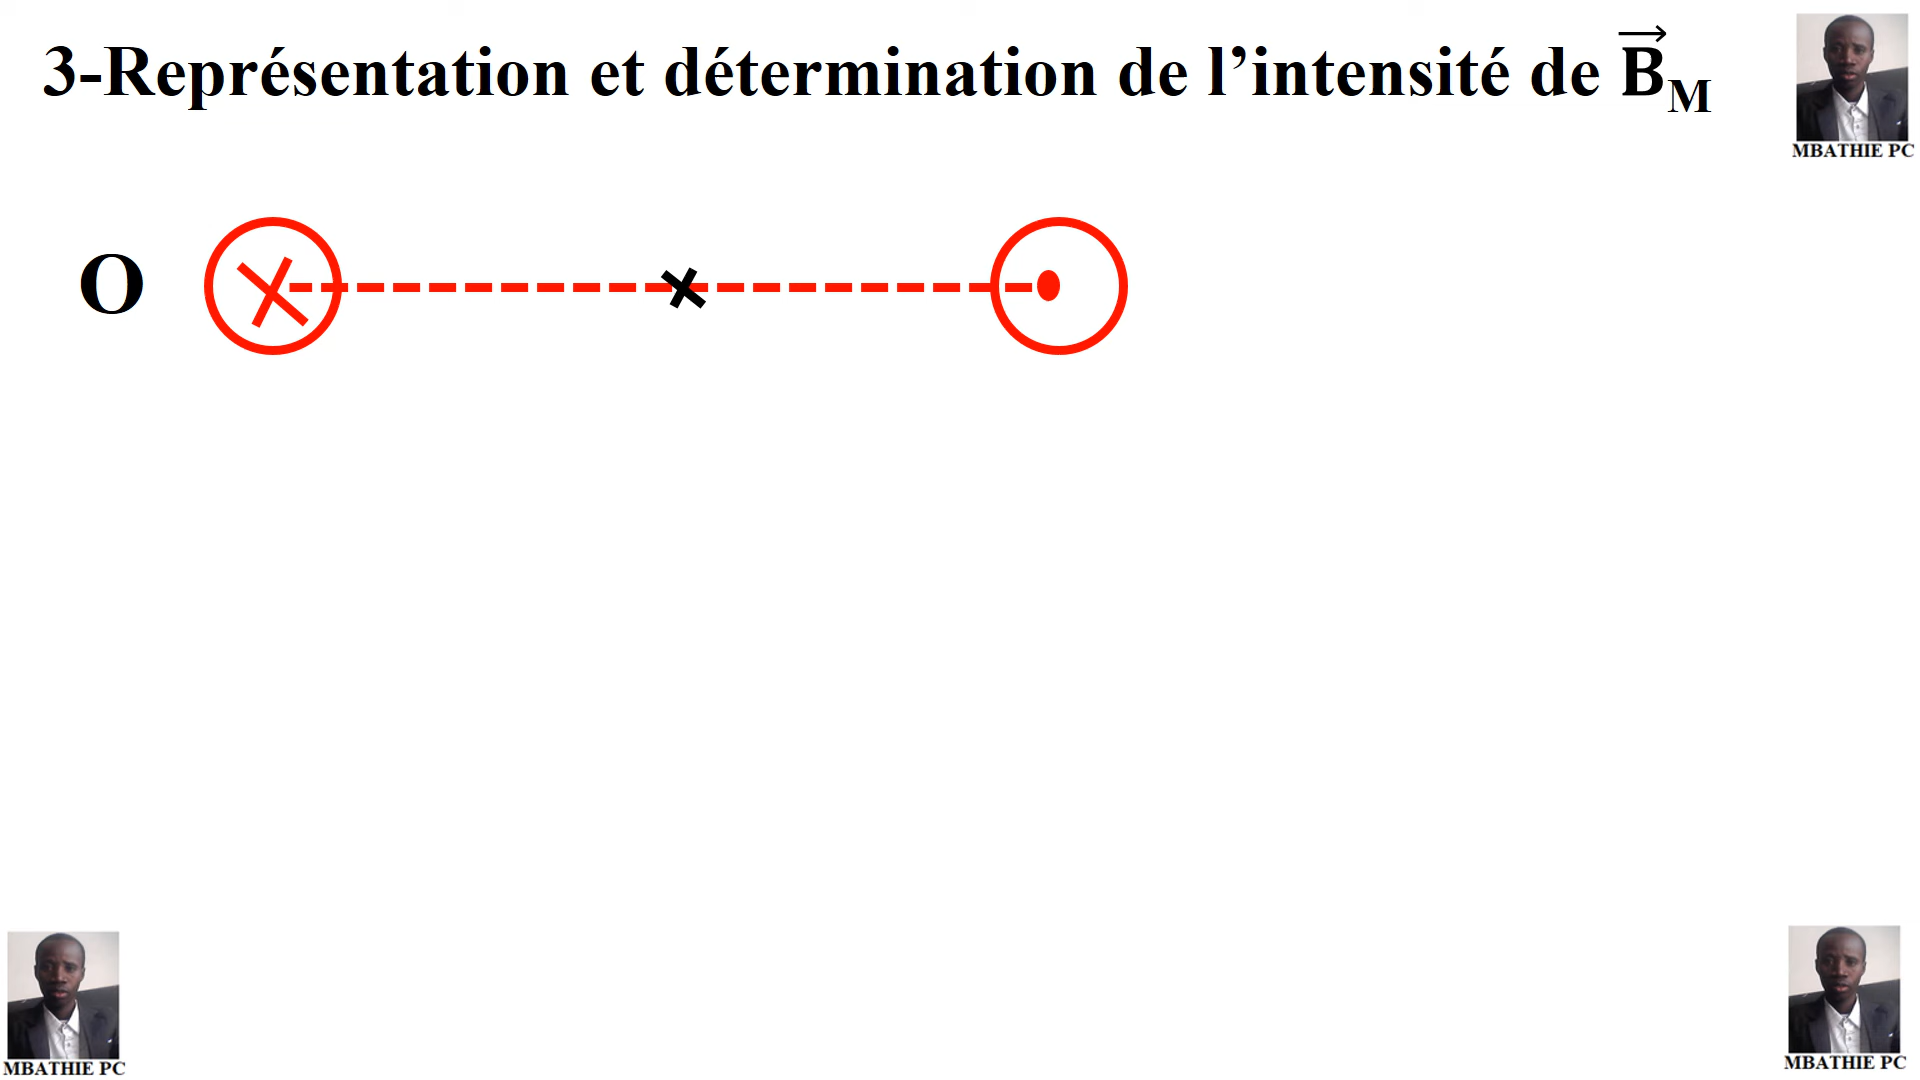 3-Représentation et détermination de l’intensité de B⃗M
MBATHIE PC
O
MBATHIE PC
MBATHIE PC